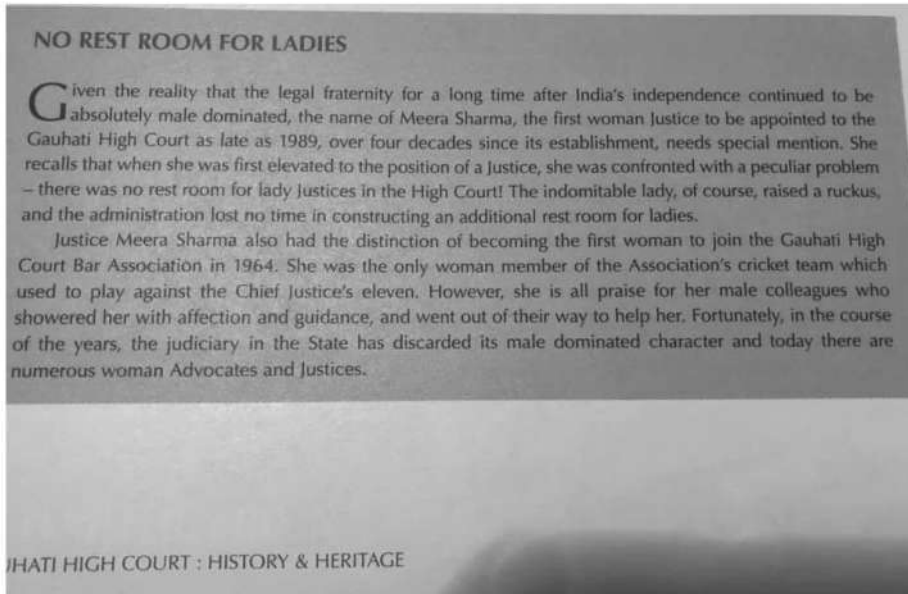 NO REST ROOM FOR LADIES
Given the reality that the legal fraternity for a long time after India's independence continued to be
absolutely male dominated, the name of Meera Sharma, the first woman Justice to be appointed to the
Gauhati High Court as late as 1989, over four decades since its establishment, needs special mention. She
recalls that when she was first elevated to the position of a Justice, she was confronted with a peculiar problem
– there was no rest room for lady Justices in the High Court! The indomitable lady, of course, raised a ruckus,
and the administration lost no time in constructing an additional rest room for ladies.
Justice Meera Sharma also had the distinction of becoming the first woman to join the Gauhati High
Court Bar Association in 1964. She was the only woman member of the Association's cricket team which
used to play against the Chief Justice's eleven. However, she is all praise for her male colleagues who
showered her with affection and guidance, and went out of their way to help her. Fortunately, in the course
of the years, the judiciary in the State has discarded its male dominated character and today there are
numerous woman Advocates and Justices.
UHATI HIGH COURT : HISTORY & HERITAGE